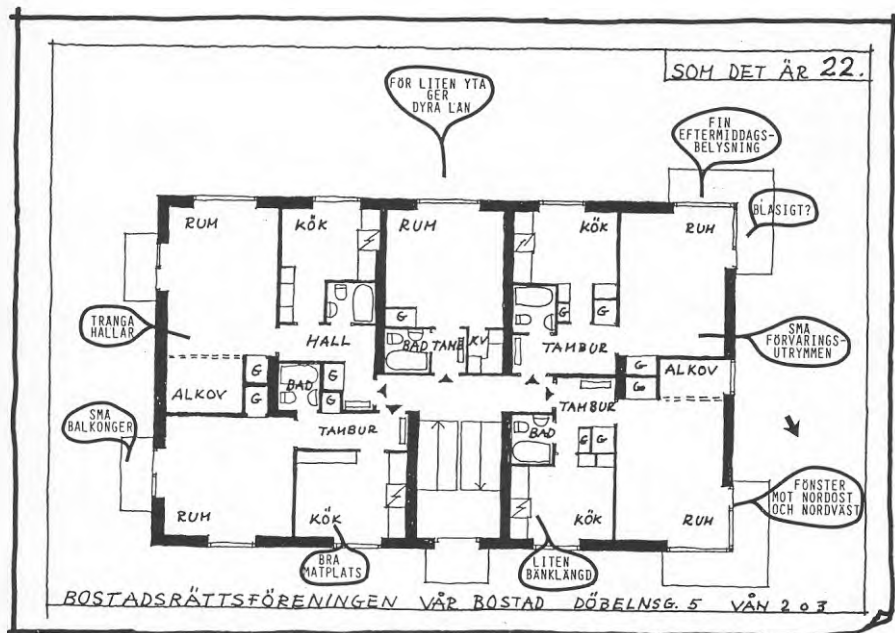 SOM DET ÄR 22.
FÖR LITEN YTA
GER
DYRA LÅN
FIN
EFTERMIDDAGS-
BELYSNING
BLÅSIGT?
RUM
KÖK
RUM
KÖK
RUM
TRÅNGA
HALLAR
HALL
G
BAD
TAMB
KV
G
G
TAMBUR
SMÅ
FÖRVARINGS-
UTRYMMEN
ALKOV
G
G
BAD
G
G
G
G
ALKOV
TAMBUR
SMÅ
BALKONGER
TAMBUR
BAD
G
G
RUM
KÖK
KÖK
RUM
FÖNSTER
MOT NORDÖST
OCH NORDVÄST
BRA
MATPLATS
LITEN
BÄNKLÄNGD
BOSTADSRÄTTSFÖRENINGEN VÅR BOSTAD DÖBELNSG. 5 VÅN 2 o 3